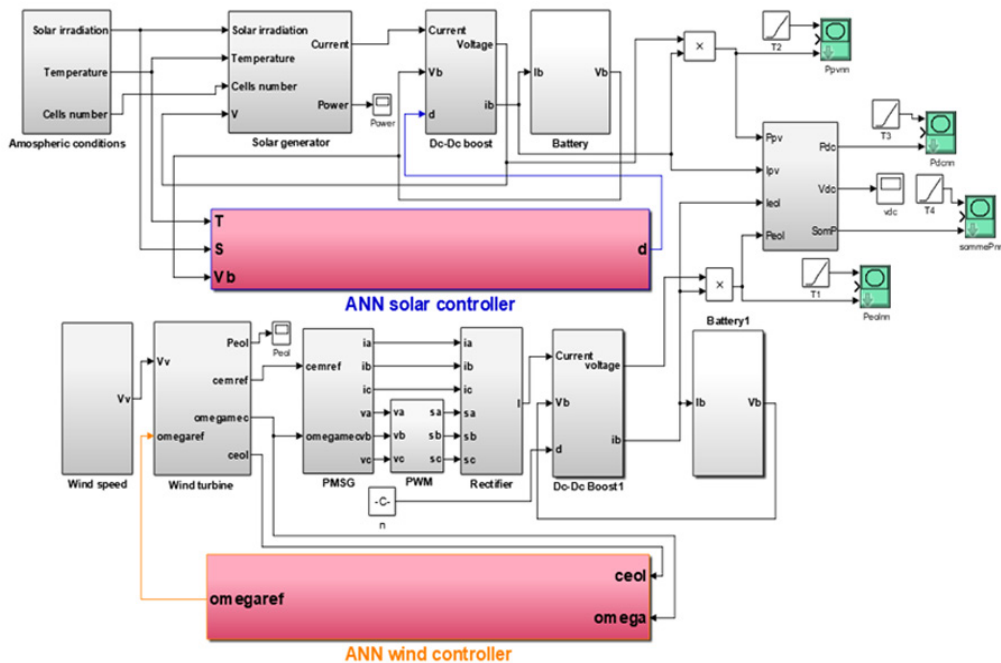 Solar irradiation
Temperature
Cells number
Amospheric conditions
Solar irradiation
Temperature
Cells number
V
Current
Power
Solar generator
Power
Current
Vb
d
Voltage
ib
Dc-Dc boost
Ib
Vb
Battery
×
T2
Ppvnn
T3
Pdcnn
Ppv
Ipv
Ieol
Peol
Pdc
Vdc
SomP
vdc
T4
sommePnn
T1
Peolnn
T
S
Vb
d
ANN solar controller
×
Battery1
Vv
Wind speed
Vv
omegaref
Peol
cemref
omegamec
ceol
Wind turbine
Peol
cemref
omegamec
ia
ib
ic
va
vb
vc
PMSG
va
vb
vc
sa
sb
sc
PWM
ia
ib
ic
sa
sb
sc
I
Rectifier
-C-
n
Current
Vb
d
voltage
ib
Dc-Dc Boost1
Ib
Vb
omegaref
ceol
omega
ANN wind controller